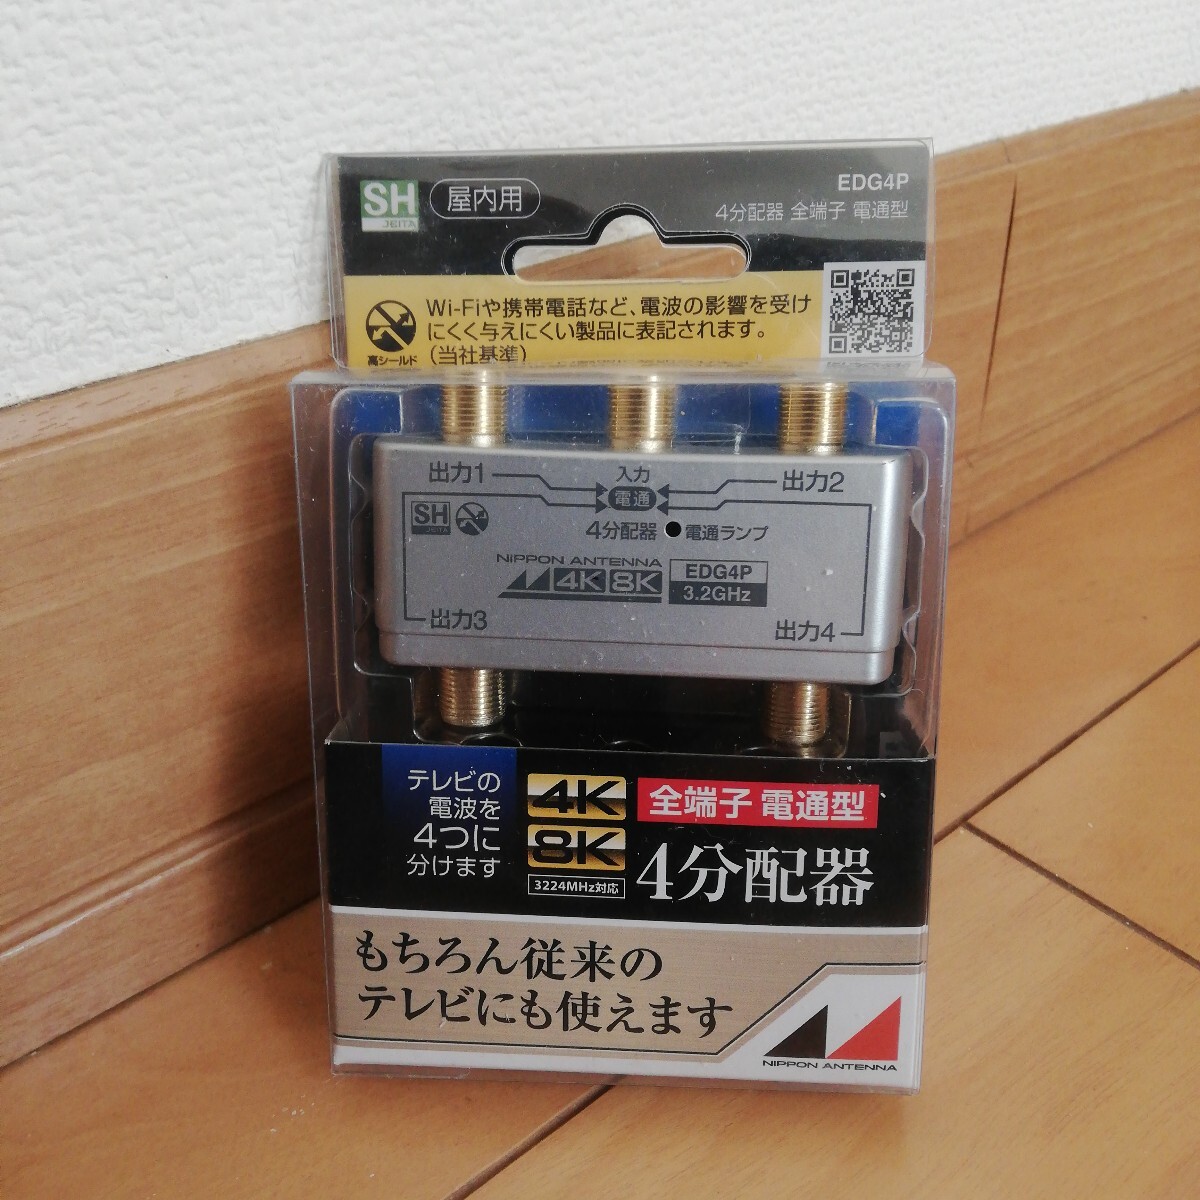 SH
JEITA
屋内用
EDG4P
4分配器 全端子 電通型
Wi-Fiや携帯電話など、電波の影響を受け
にくく与えにくい製品に表記されます。
（当社基準）
高シールド
出力1
入力
電通
出力2
SH
JEITA
4分配器
電通ランプ
NIPPON ANTENNA
4K 8K
EDG4P
3.2GHz
出力3
出力4
テレビの
電波を
4つに
分けます
4K
8K
3224MHz対応
全端子 電通型
4分配器
もちろん従来の
テレビにも使えます
NIPPON ANTENNA